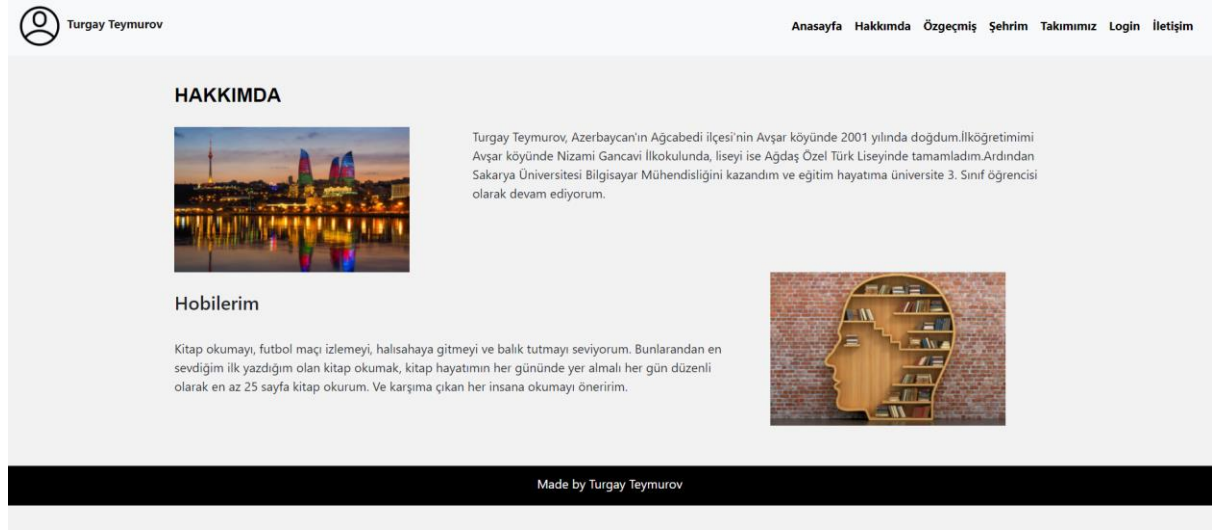 Turgay Teymurov
Anasayfa Hakkımda Özgeçmiş Şehrim Takımımız Login İletişim
HAKKIMDA
Turgay Teymurov, Azerbaycan'ın Ağcabedi ilçesi'nin Avşar köyünde 2001 yılında doğdum.İlköğretimimi
Avşar köyünde Nizami Gancavi İlkokulunda, liseyi ise Ağdaş Özel Türk Liseyinde tamamladım.Ardından
Sakarya Üniversitesi Bilgisayar Mühendisliğini kazandım ve eğitim hayatıma üniversite 3. Sınıf öğrencisi
olarak devam ediyorum.
Hobilerim
Kitap okumayı, futbol maçı izlemeyi, halısahaya gitmeyi ve balık tutmayı seviyorum. Bunlarandan en
sevdiğim ilk yazdığım olan kitap okumak, kitap hayatımın her gününde yer almalı her gün düzenli
olarak en az 25 sayfa kitap okurum. Ve karşıma çıkan her insana okumayı öneririm.
Made by Turgay Teymurov